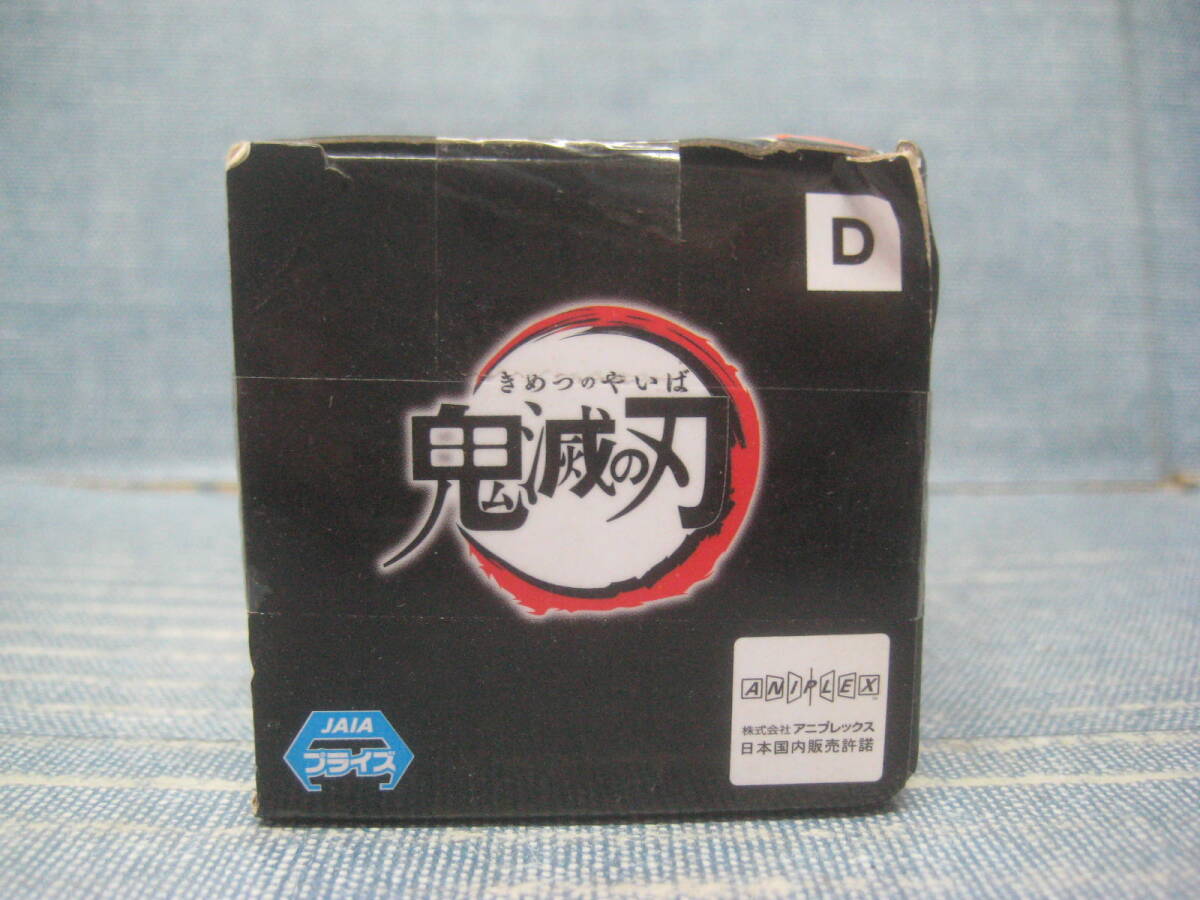 D
きめつのやいば
鬼滅の刃
ANIPLEX
株式会社アニプレックス
日本国内販売許諾
JAIA
プライズ